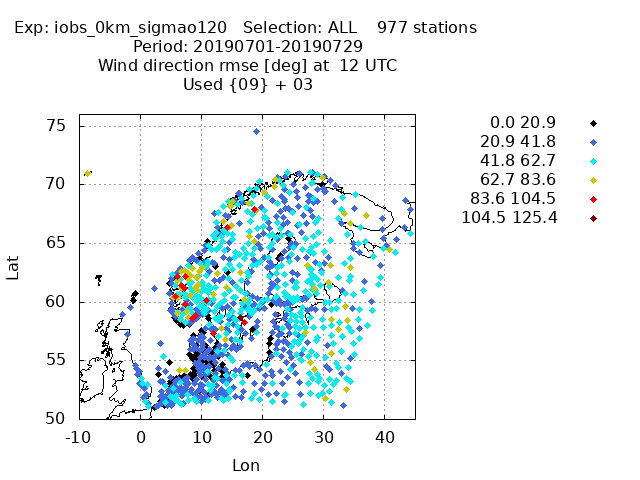 Exp: iobs_0km_sigmao120   Selection: ALL    977 stations
Period: 20190701-20190729
Wind direction rmse [deg] at  12 UTC
Used {09} + 03
0.0 20.9
20.9 41.8
41.8 62.7
62.7 83.6
83.6 104.5
104.5 125.4
75
70
65
60
55
50
Lat
-10 0 10 20 30 40
Lon